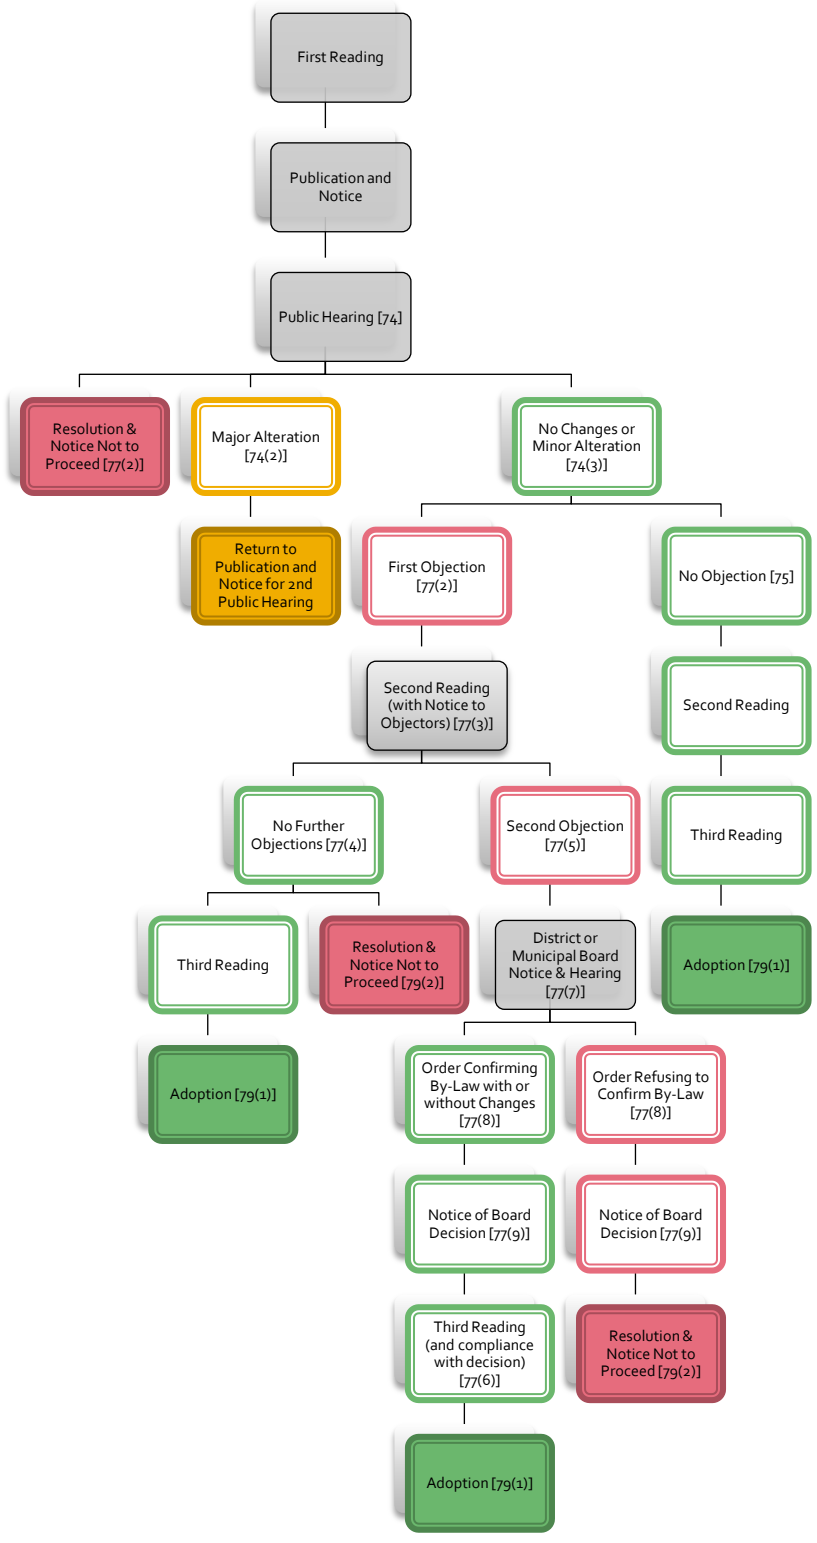 First Reading
Publication and
Notice
Public Hearing [74]
Resolution &
Notice Not to
Proceed [77(2)]
Major Alteration
[74(2)]
No Changes or
Minor Alteration
[74(3)]
Return to
Publication and
Notice for 2nd
Public Hearing
First Objection
[77(2)]
No Objection [75]
Second Reading
(with Notice to
Objectors) [77(3)]
Second Reading
No Further
Objections [77(4)]
Second Objection
[77(5)]
Third Reading
Third Reading
Resolution &
Notice Not to
Proceed [79(2)]
District or
Municipal Board
Notice & Hearing
[77(7)]
Adoption [79(1)]
Adoption [79(1)]
Order Confirming
By-Law with or
without Changes
[77(8)]
Order Refusing to
Confirm By-Law
[77(8)]
Notice of Board
Decision [77(9)]
Notice of Board
Decision [77(9)]
Third Reading
(and compliance
with decision)
[77(6)]
Resolution &
Notice Not to
Proceed [79(2)]
Adoption [79(1)]